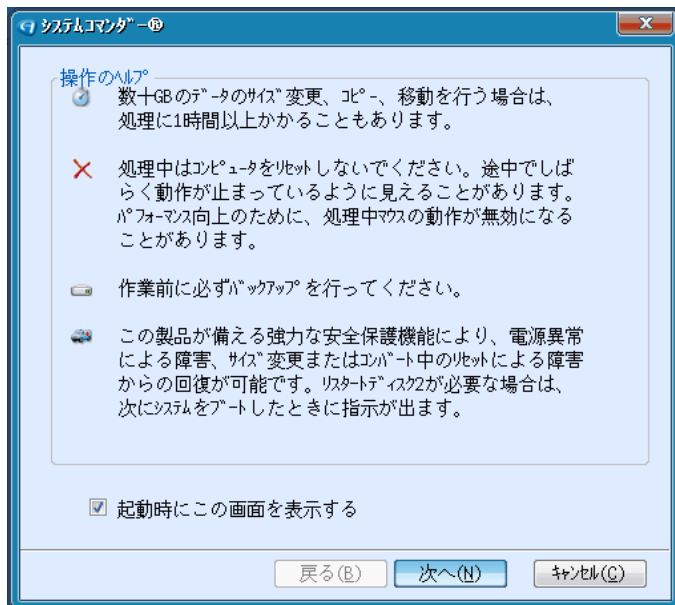 システムコマンダー®
操作のヘルプ
数十GBのデータのサイズ変更、コピー、移動を行う場合は、
処理に1時間以上かかることもあります。
処理中はコンピュータをリセットしないでください。途中でしば
らく動作が止まっているように見えることがあります。
パフォーマンス向上のために、処理中マウスの動作が無効になる
ことがあります。
作業前に必ずバックアップを行ってください。
この製品が備える強力な安全保護機能により、電源異常
による障害、サイズ変更またはコンバート中のリセットによる障害
からの回復が可能です。リスタートディスク2が必要な場合は、
次にシステムをブートしたときに指示が出ます。
起動時にこの画面を表示する
戻る(B) 次へ(N) キャンセル(C)